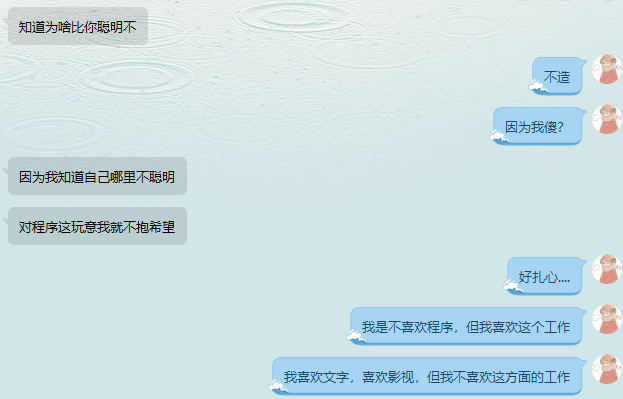 知道为啥比你聪明不
不造
因为我傻？
因为我知道自己哪里不聪明
对程序这玩意我就不抱希望
好扎心....
我是不喜欢程序，但我喜欢这个工作
我喜欢文字，喜欢影视，但我不喜欢这方面的工作